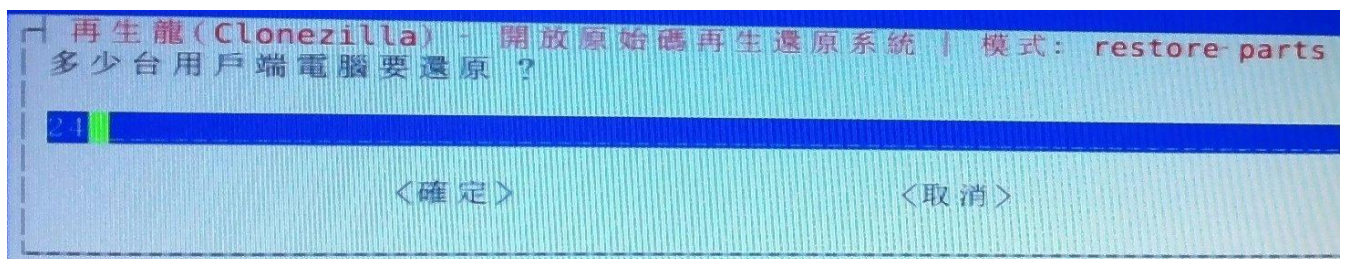 再生龍(Clonezilla) - 開放原始碼再生還原系統 | 模式: restore-parts
多少台用戶端電腦要還原 ?
24
<確定> <取消>